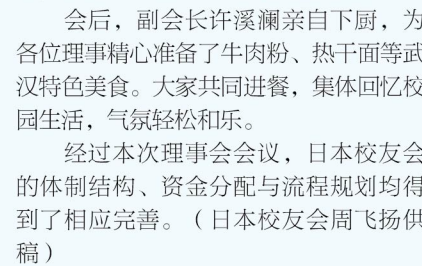 会后，副会长许溪澜亲自下厨，为
各位理事精心准备了牛肉粉、热干面等武
汉特色美食。大家共同进餐，集体回忆校
园生活，气氛轻松和乐。
经过本次理事会会议，日本校友会
的体制结构、资金分配与流程规划均得
到了相应完善。（日本校友会周飞扬供
稿）